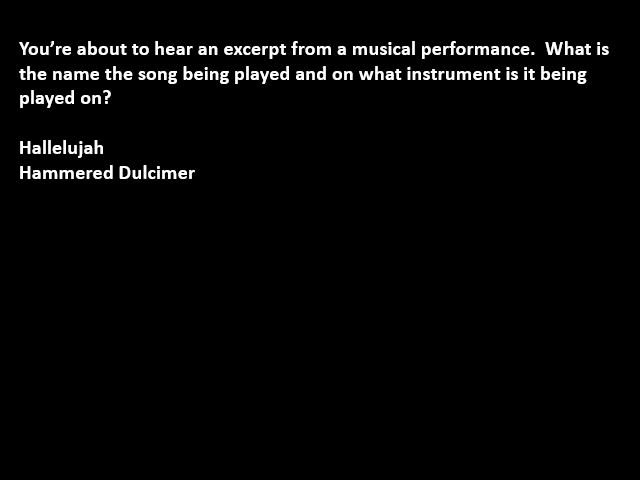 You’re about to hear an excerpt from a musical performance.  What is
the name the song being played and on what instrument is it being
played on?
Hallelujah
Hammered Dulcimer